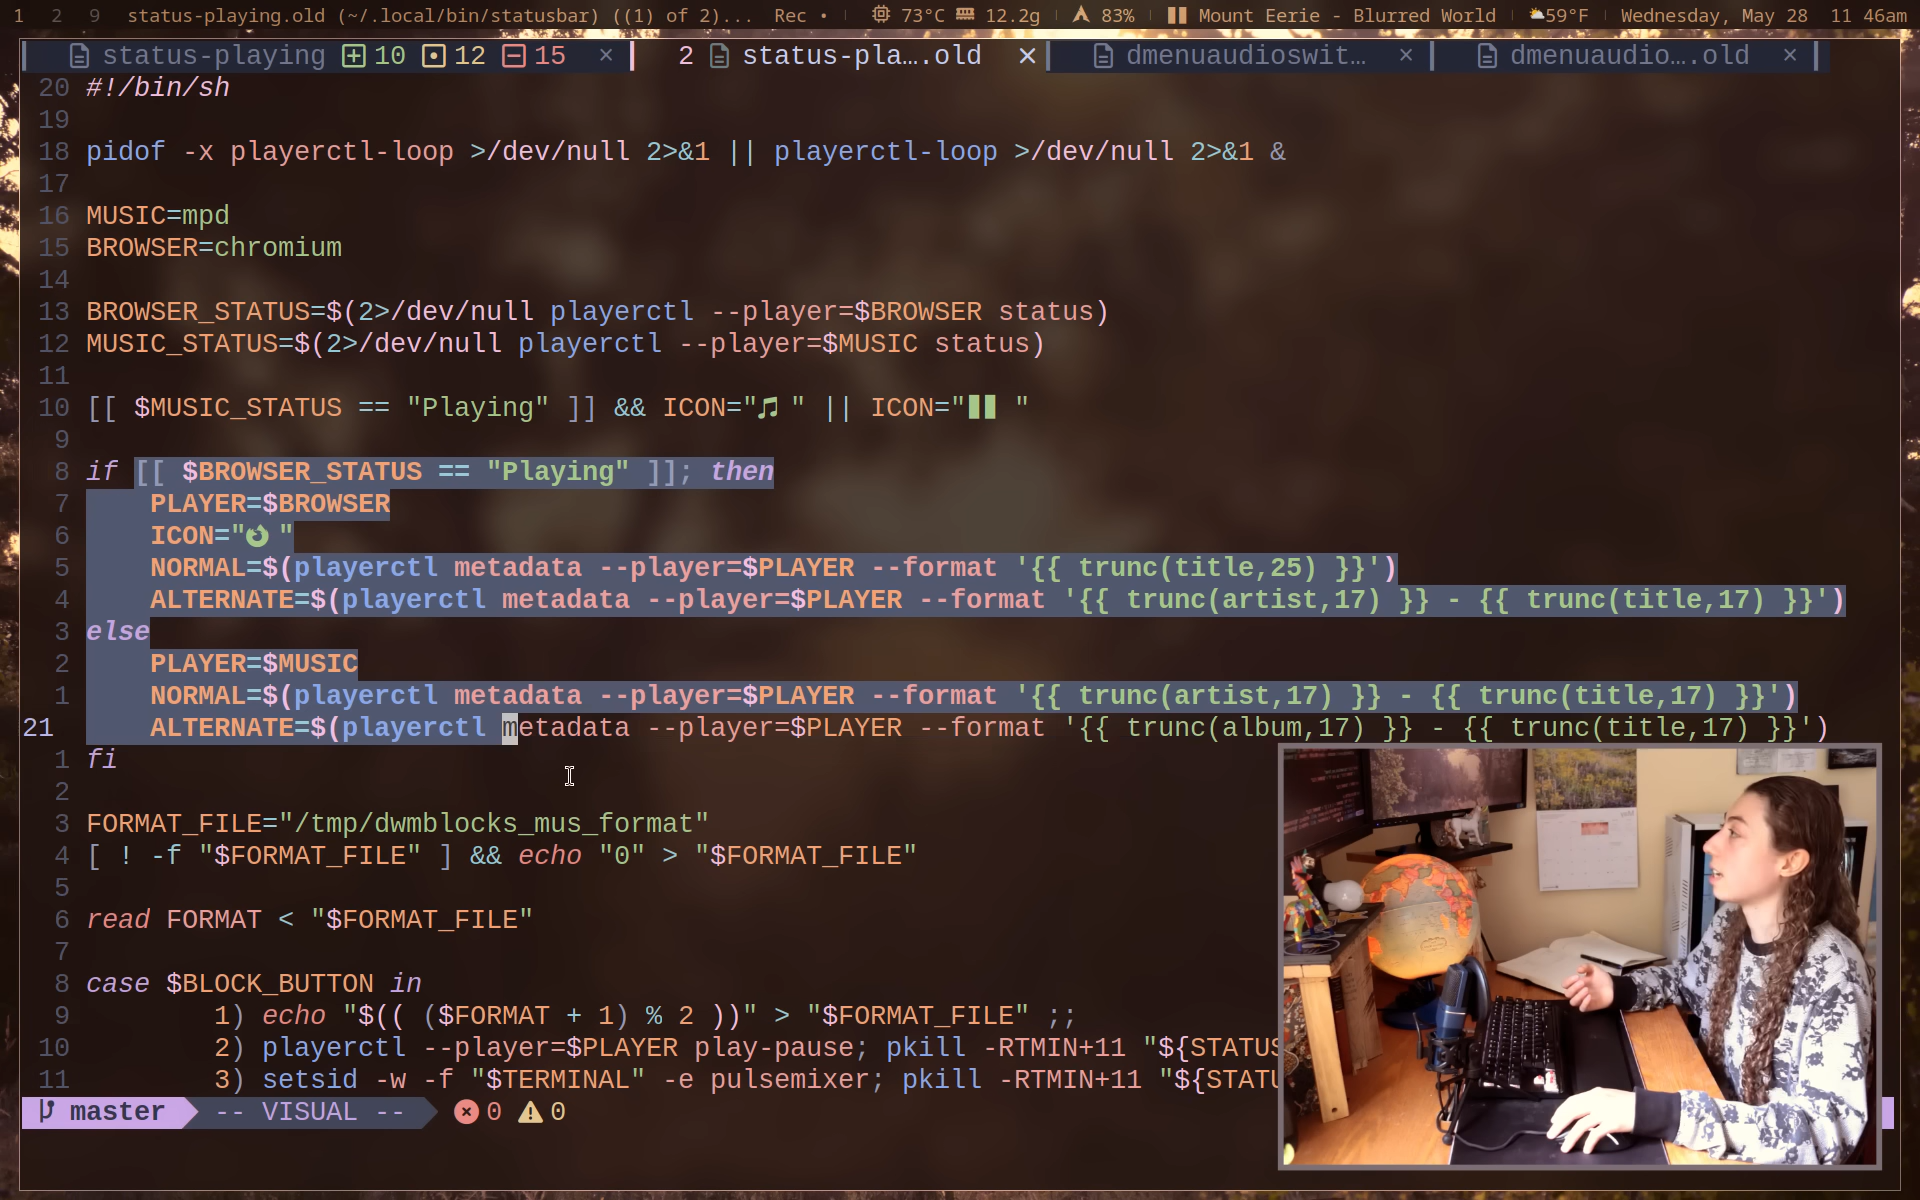 1 2 9 status-playing.old (~/.local/bin/statusbar) ((1) of 2)... Rec • 73°C 12.2g 83% Mount Eerie - Blurred World 59°F Wednesday, May 28 11 46am
status-playing 10 12 15 × 2 status-pla….old × dmenuaudioswit… × dmenuaudio….old ×
20 #!/bin/sh
19
18 pidof -x playerctl-loop >/dev/null 2>&1 || playerctl-loop >/dev/null 2>&1 &
17
16 MUSIC=mpd
15 BROWSER=chromium
14
13 BROWSER_STATUS=$(2>/dev/null playerctl --player=$BROWSER status)
12 MUSIC_STATUS=$(2>/dev/null playerctl --player=$MUSIC status)
11
10 [[ $MUSIC_STATUS == "Playing" ]] && ICON="🎵 " || ICON="▮▮ "
9
8 if [[ $BROWSER_STATUS == "Playing" ]]; then
7 PLAYER=$BROWSER
6 ICON=" "
5 NORMAL=$(playerctl metadata --player=$PLAYER --format '{{ trunc(title,25) }}')
4 ALTERNATE=$(playerctl metadata --player=$PLAYER --format '{{ trunc(artist,17) }} - {{ trunc(title,17) }}')
3 else
2 PLAYER=$MUSIC
1 NORMAL=$(playerctl metadata --player=$PLAYER --format '{{ trunc(artist,17) }} - {{ trunc(title,17) }}')
21 ALTERNATE=$(playerctl metadata --player=$PLAYER --format '{{ trunc(album,17) }} - {{ trunc(title,17) }}')
1 fi
2
3 FORMAT_FILE="/tmp/dwmblocks_mus_format"
4 [ ! -f "$FORMAT_FILE" ] && echo "0" > "$FORMAT_FILE"
5
6 read FORMAT < "$FORMAT_FILE"
7
8 case $BLOCK_BUTTON in
9 1) echo "$(( ($FORMAT + 1) % 2 ))" > "$FORMAT_FILE" ;;
10 2) playerctl --player=$PLAYER play-pause; pkill -RTMIN+11 "${STATUS
11 3) setsid -w -f "$TERMINAL" -e pulsemixer; pkill -RTMIN+11 "${STATU
master -- VISUAL -- 0 0